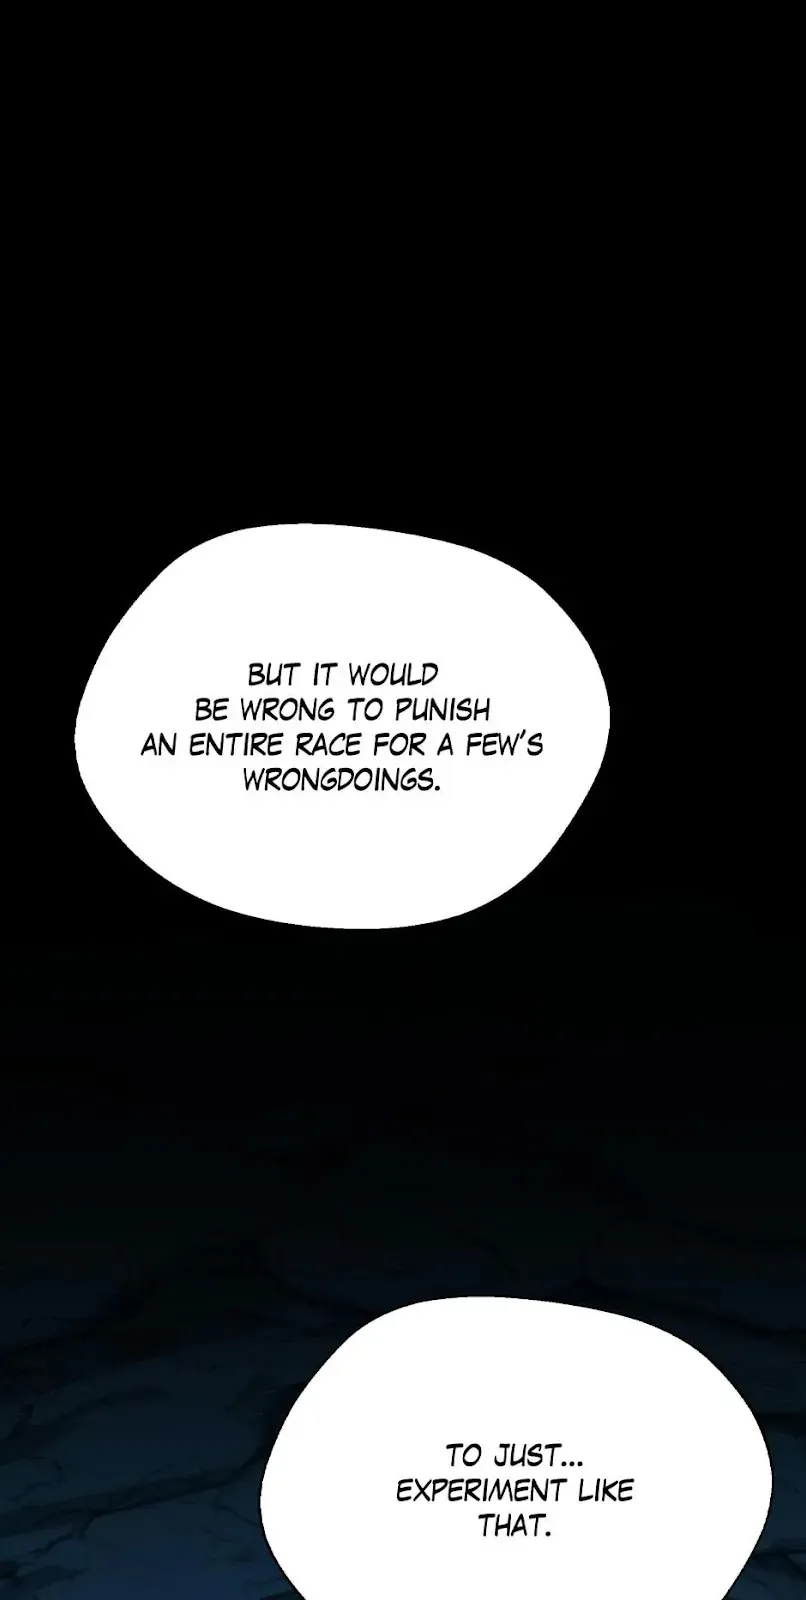 BUT IT WOULD
BE WRONG TO PUNISH
AN ENTIRE RACE FOR A FEW'S
WRONGDOINGS.
TO JUST...
EXPERIMENT LIKE
THAT.